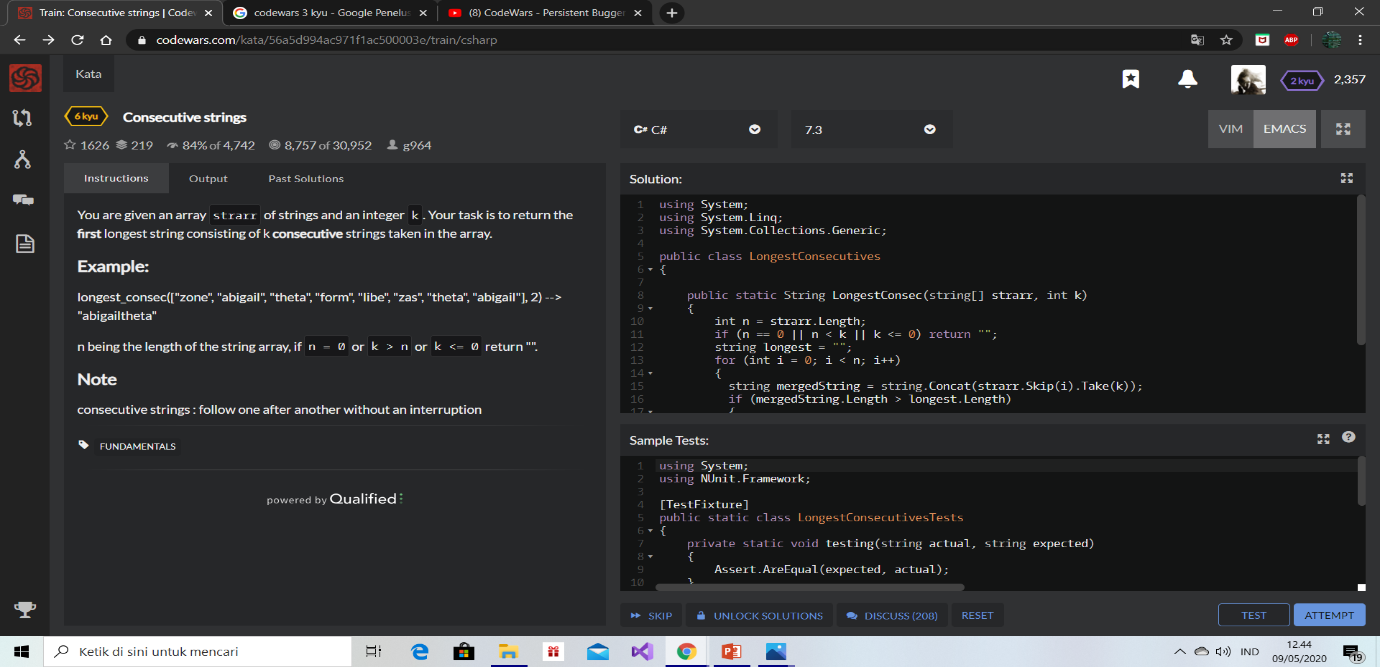 Train: Consecutive strings | Codew
codewars 3 kyu - Google Penelus
(8) CodeWars - Persistent Bugger
codewars.com/kata/56a5d994ac971f1ac500003e/train/csharp
ABP
Kata
2 kyu 2,357
6 kyu Consecutive strings
1626 219 84% of 4,742 8,757 of 30,952 g964
C# C#
7.3
VIM EMACS
Instructions Output Past Solutions
You are given an array strarr of strings and an integer k. Your task is to return the
first longest string consisting of k consecutive strings taken in the array.
Example:
longest_consec(["zone", "abigail", "theta", "form", "libe", "zas", "theta", "abigail"], 2) -->
"abigailtheta"
n being the length of the string array, if n = 0 or k > n or k <= 0 return "".
Note
consecutive strings : follow one after another without an interruption
FUNDAMENTALS
powered by Qualified
Solution:
1 using System;
2 using System.Linq;
3 using System.Collections.Generic;
4
5 public class LongestConsecutives
6 {
7
8 public static String LongestConsec(string[] strarr, int k)
9 {
10 int n = strarr.Length;
11 if (n == 0 || n < k || k <= 0) return "";
12 string longest = "";
13 for (int i = 0; i < n; i++)
14 {
15 string mergedString = string.Concat(strarr.Skip(i).Take(k));
16 if (mergedString.Length > longest.Length)
17 {
Sample Tests:
1 using System;
2 using NUnit.Framework;
3
4 [TestFixture]
5 public static class LongestConsecutivesTests
6 {
7 private static void testing(string actual, string expected)
8 {
9 Assert.AreEqual(expected, actual);
10 }
SKIP UNLOCK SOLUTIONS DISCUSS (208) RESET
TEST ATTEMPT
Ketik di sini untuk mencari
IND
12.44
09/05/2020
19